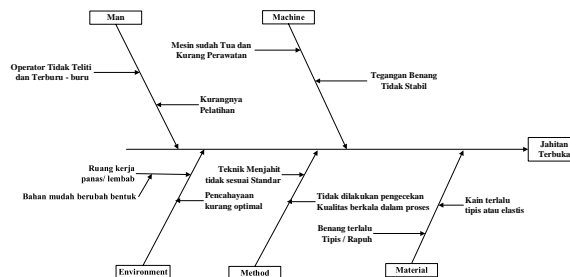 Man
Machine
Mesin sudah Tua dan
Kurang Perawatan
Operator Tidak Teliti
dan Terburu - buru
Tegangan Benang
Tidak Stabil
Kurangnya
Pelatihan
Jahitan
Terbuka
Ruang kerja
panas/ lembab
Bahan mudah berubah bentuk
Pencahayaan
kurang optimal
Teknik Menjahit
tidak sesuai Standar
Tidak dilakukan pengecekan
Kualitas berkala dalam proses
Kain terlalu
tipis atau elastis
Benang terlalu
Tipis / Rapuh
Environment
Method
Material